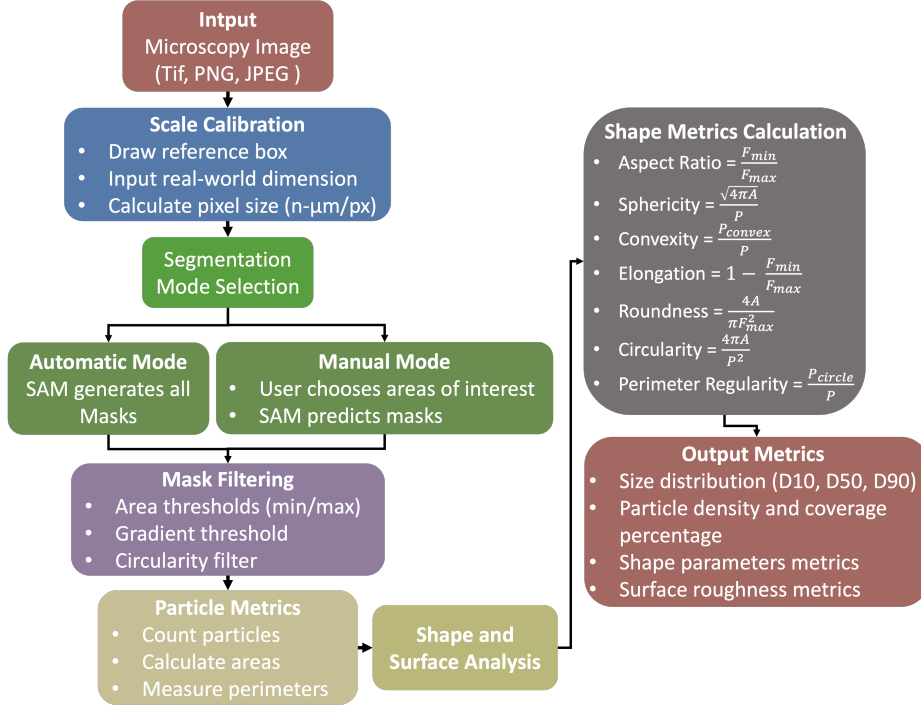 Intput
Microscopy Image
(Tif, PNG, JPEG )
Scale Calibration
• Draw reference box
• Input real-world dimension
• Calculate pixel size (n-µm/px)
Segmentation
Mode Selection
Automatic Mode
SAM generates all
Masks
Manual Mode
• User chooses areas of interest
• SAM predicts masks
Mask Filtering
• Area thresholds (min/max)
• Gradient threshold
• Circularity filter
Particle Metrics
• Count particles
• Calculate areas
• Measure perimeters
Shape and
Surface Analysis
Shape Metrics Calculation
• Aspect Ratio = F_min / F_max
• Sphericity = √4πA / P
• Convexity = P_convex / P
• Elongation = 1 − F_min / F_max
• Roundness = 4A / πF²_max
• Circularity = 4πA / P²
• Perimeter Regularity = P_circle / P
Output Metrics
• Size distribution (D10, D50, D90)
• Particle density and coverage
percentage
• Shape parameters metrics
• Surface roughness metrics